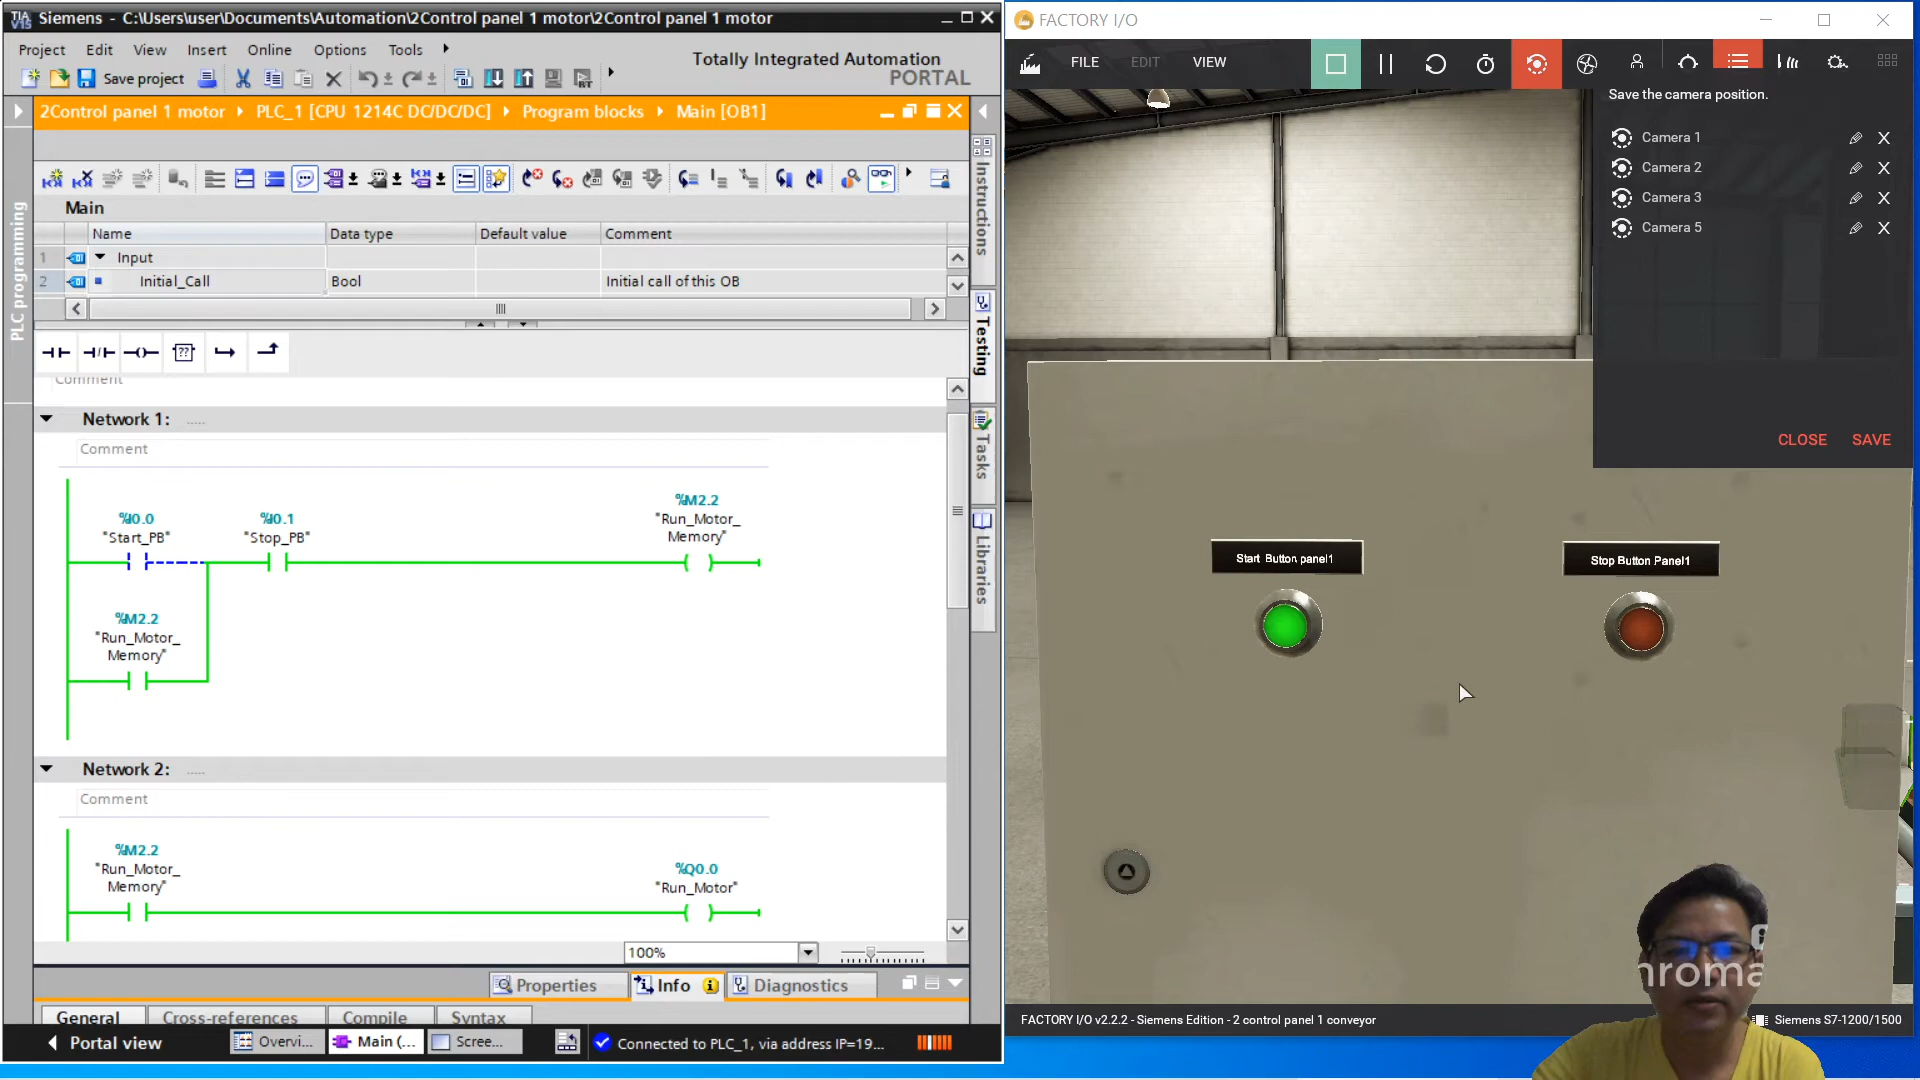 Siemens - C:\Users\user\Documents\Automation\2Control panel 1 motor\2Control panel 1 motor
Project Edit View Insert Online Options Tools
Totally Integrated Automation
PORTAL
Save project
2Control panel 1 motor PLC_1 [CPU 1214C DC/DC/DC] Program blocks Main [OB1]
Main
Name Data type Default value Comment
1 Input
2 Initial_Call Bool Initial call of this OB
Comment
Network 1: .....
Comment
%I0.0
"Start_PB"
%I0.1
"Stop_PB"
%M2.2
"Run_Motor_
Memory"
%M2.2
"Run_Motor_
Memory"
Network 2: .....
Comment
%M2.2
"Run_Motor_
Memory"
%Q0.0
"Run_Motor"
100%
Properties Info Diagnostics
General Cross-references Compile Syntax
Portal view Overvi... Main (... Scree... Connected to PLC_1, via address IP=19...
PLC programming
Instructions
Testing
Tasks
Libraries
FACTORY I/O
FILE EDIT VIEW
Save the camera position.
Camera 1
Camera 2
Camera 3
Camera 5
CLOSE SAVE
Start Button panel1
Stop Button Panel1
FACTORY I/O v2.2.2 - Siemens Edition - 2 control panel 1 conveyor
Siemens S7-1200/1500